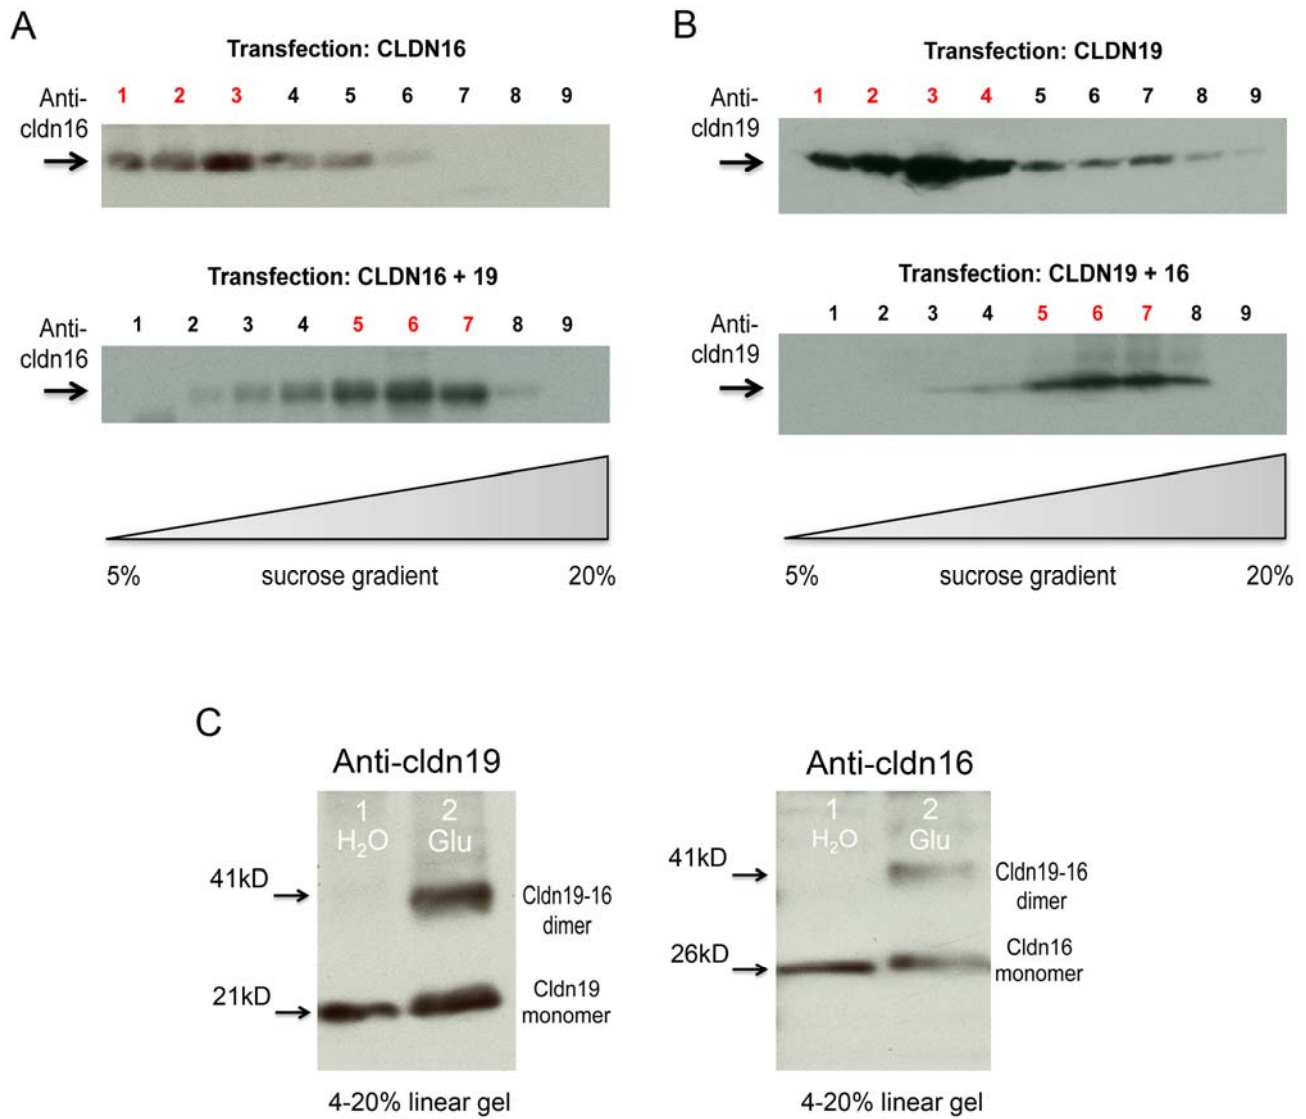 A
Transfection: CLDN16
Anti-
cldn16
1 2 3 4 5 6 7 8 9
Transfection: CLDN16 + 19
Anti-
cldn16
1 2 3 4 5 6 7 8 9
5% sucrose gradient 20%
B
Transfection: CLDN19
Anti-
cldn19
1 2 3 4 5 6 7 8 9
Transfection: CLDN19 + 16
Anti-
cldn19
1 2 3 4 5 6 7 8 9
5% sucrose gradient 20%
C
Anti-cldn19
1 2
H₂O Glu
41kD
Cldn19-16
dimer
21kD
Cldn19
monomer
4-20% linear gel
Anti-cldn16
1 2
H₂O Glu
41kD
Cldn19-16
dimer
26kD
Cldn16
monomer
4-20% linear gel